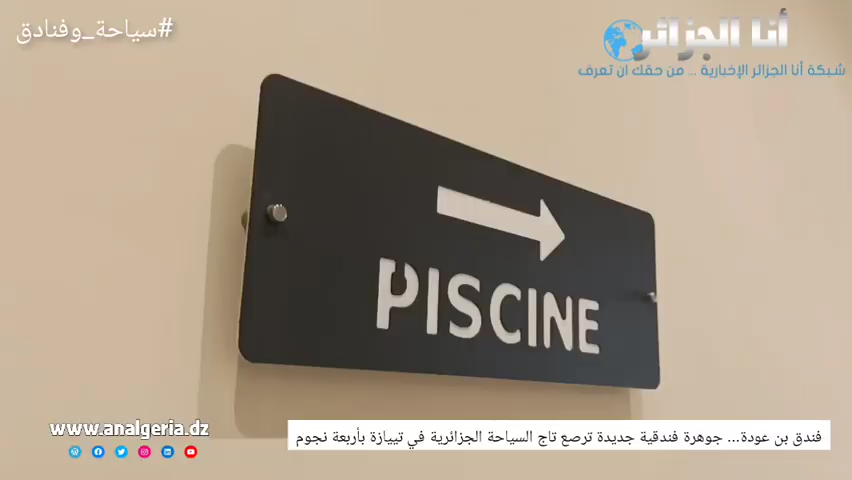 #سياحة_وفنادق
أنا الجزائر
شبكة أنا الجزائر الإخبارية ... من حقك ان تعرف
PISCINE
www.analgeria.dz
فندق بن عودة... جوهرة فندقية جديدة ترصع تاج السياحة الجزائرية في تيبازة بأربعة نجوم